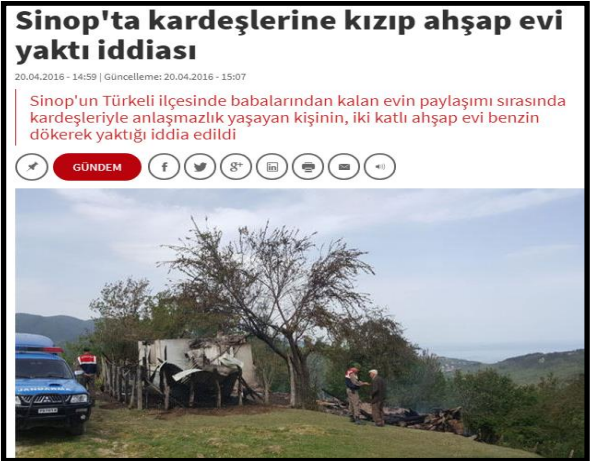 Sinop'ta kardeşlerine kızıp ahşap evi
yaktı iddiası
20.04.2016 - 14:59 | Güncelleme: 20.04.2016 - 15:07
Sinop'un Türkeli ilçesinde babalarından kalan evin paylaşımı sırasında
kardeşleriyle anlaşmazlık yaşayan kişinin, iki katlı ahşap evi benzin
dökerek yaktığı iddia edildi
GÜNDEM
JANDARMA